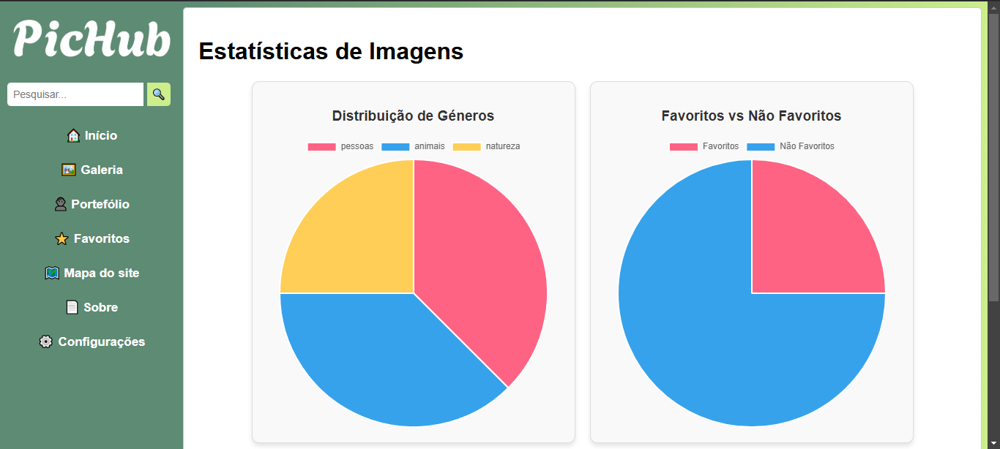 PicHub
Pesquisar...
Início
Galeria
Portefólio
Favoritos
Mapa do site
Sobre
Configurações
Estatísticas de Imagens
Distribuição de Géneros
pessoas animais natureza
Favoritos vs Não Favoritos
Favoritos Não Favoritos